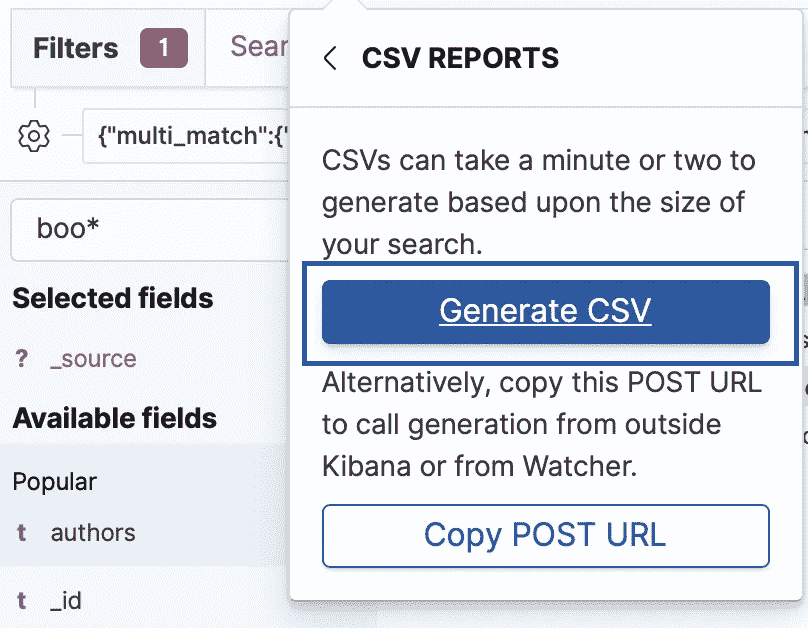 Filters 1 Sear
CSV REPORTS
{"multi_match":{"
CSVs can take a minute or two to
generate based upon the size of
your search.
boo*
Generate CSV
Selected fields
? _source
Alternatively, copy this POST URL
to call generation from outside
Kibana or from Watcher.
Available fields
Popular
t authors
Copy POST URL
t _id